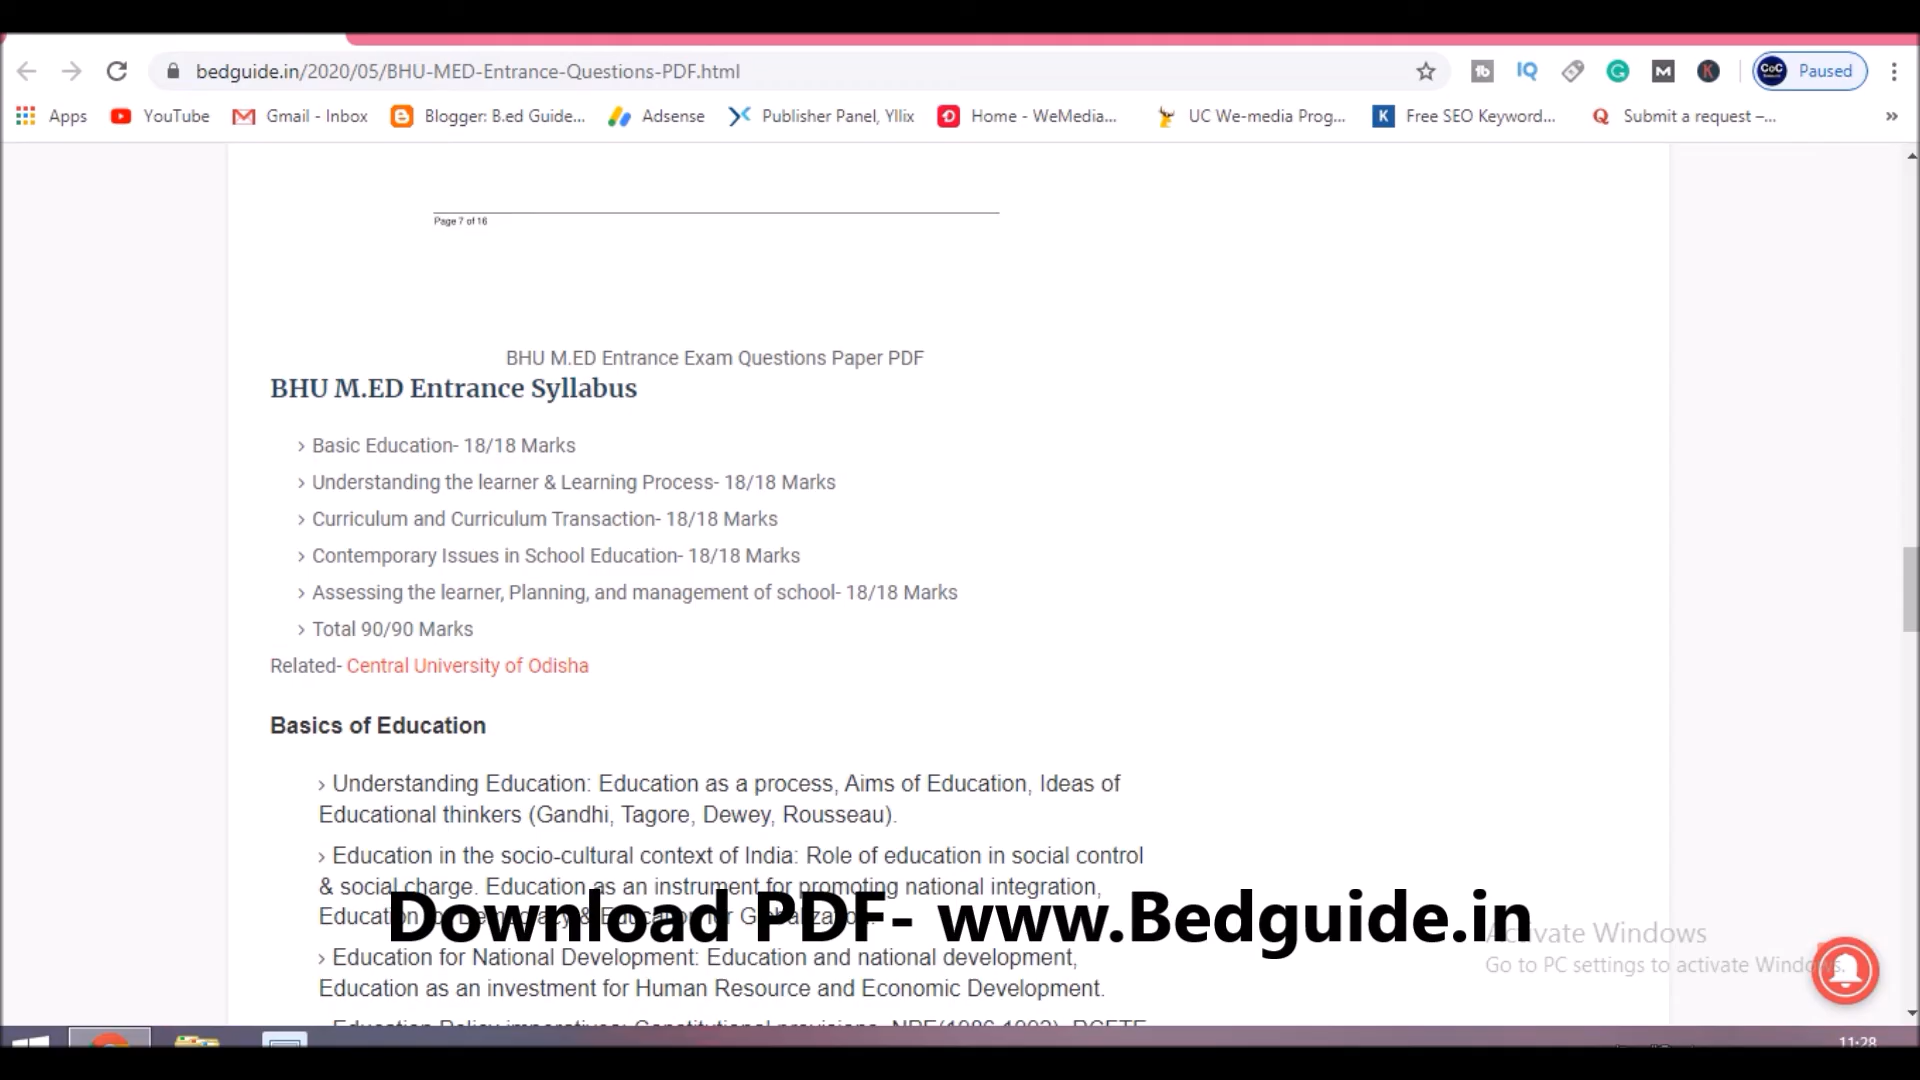 bedguide.in/2020/05/BHU-MED-Entrance-Questions-PDF.html
Paused
Apps YouTube Gmail - Inbox Blogger: B.ed Guide... Adsense Publisher Panel, Yllix Home - WeMedia... UC We-media Prog... Free SEO Keyword... Submit a request –... »
Page 7 of 16
BHU M.ED Entrance Exam Questions Paper PDF
BHU M.ED Entrance Syllabus
› Basic Education- 18/18 Marks
› Understanding the learner & Learning Process- 18/18 Marks
› Curriculum and Curriculum Transaction- 18/18 Marks
› Contemporary Issues in School Education- 18/18 Marks
› Assessing the learner, Planning, and management of school- 18/18 Marks
› Total 90/90 Marks
Related- Central University of Odisha
Basics of Education
› Understanding Education: Education as a process, Aims of Education, Ideas of
Educational thinkers (Gandhi, Tagore, Dewey, Rousseau).
› Education in the socio-cultural context of India: Role of education in social control
& social charge. Education as an instrument for promoting national integration,
Download PDF- www.Bedguide.in
Activate Windows
› Education for National Development: Education and national development,
Go to PC settings to activate Windows.
Education as an investment for Human Resource and Economic Development.
11:28